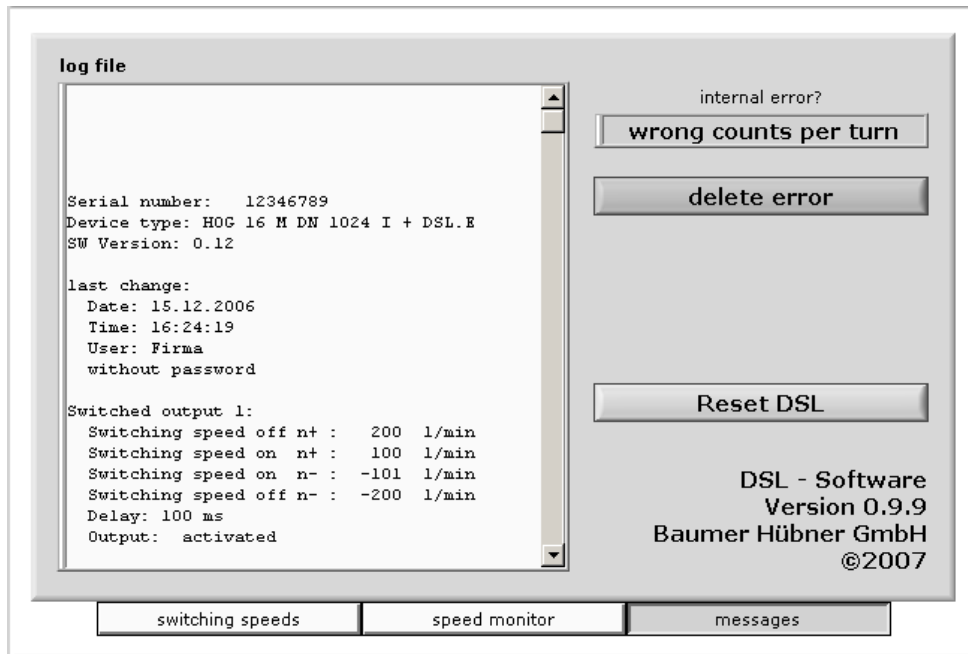 log file
Serial number: 12346789
Device type: HOG 16 M DN 1024 I + DSL.E
SW Version: 0.12
last change:
Date: 15.12.2006
Time: 16:24:19
User: Firma
without password
Switched output 1:
Switching speed off n+ : 200 1/min
Switching speed on n+ : 100 1/min
Switching speed on n- : -101 1/min
Switching speed off n- : -200 1/min
Delay: 100 ms
Output: activated
internal error?
wrong counts per turn
delete error
Reset DSL
DSL - Software
Version 0.9.9
Baumer Hübner GmbH
©2007
switching speeds
speed monitor
messages